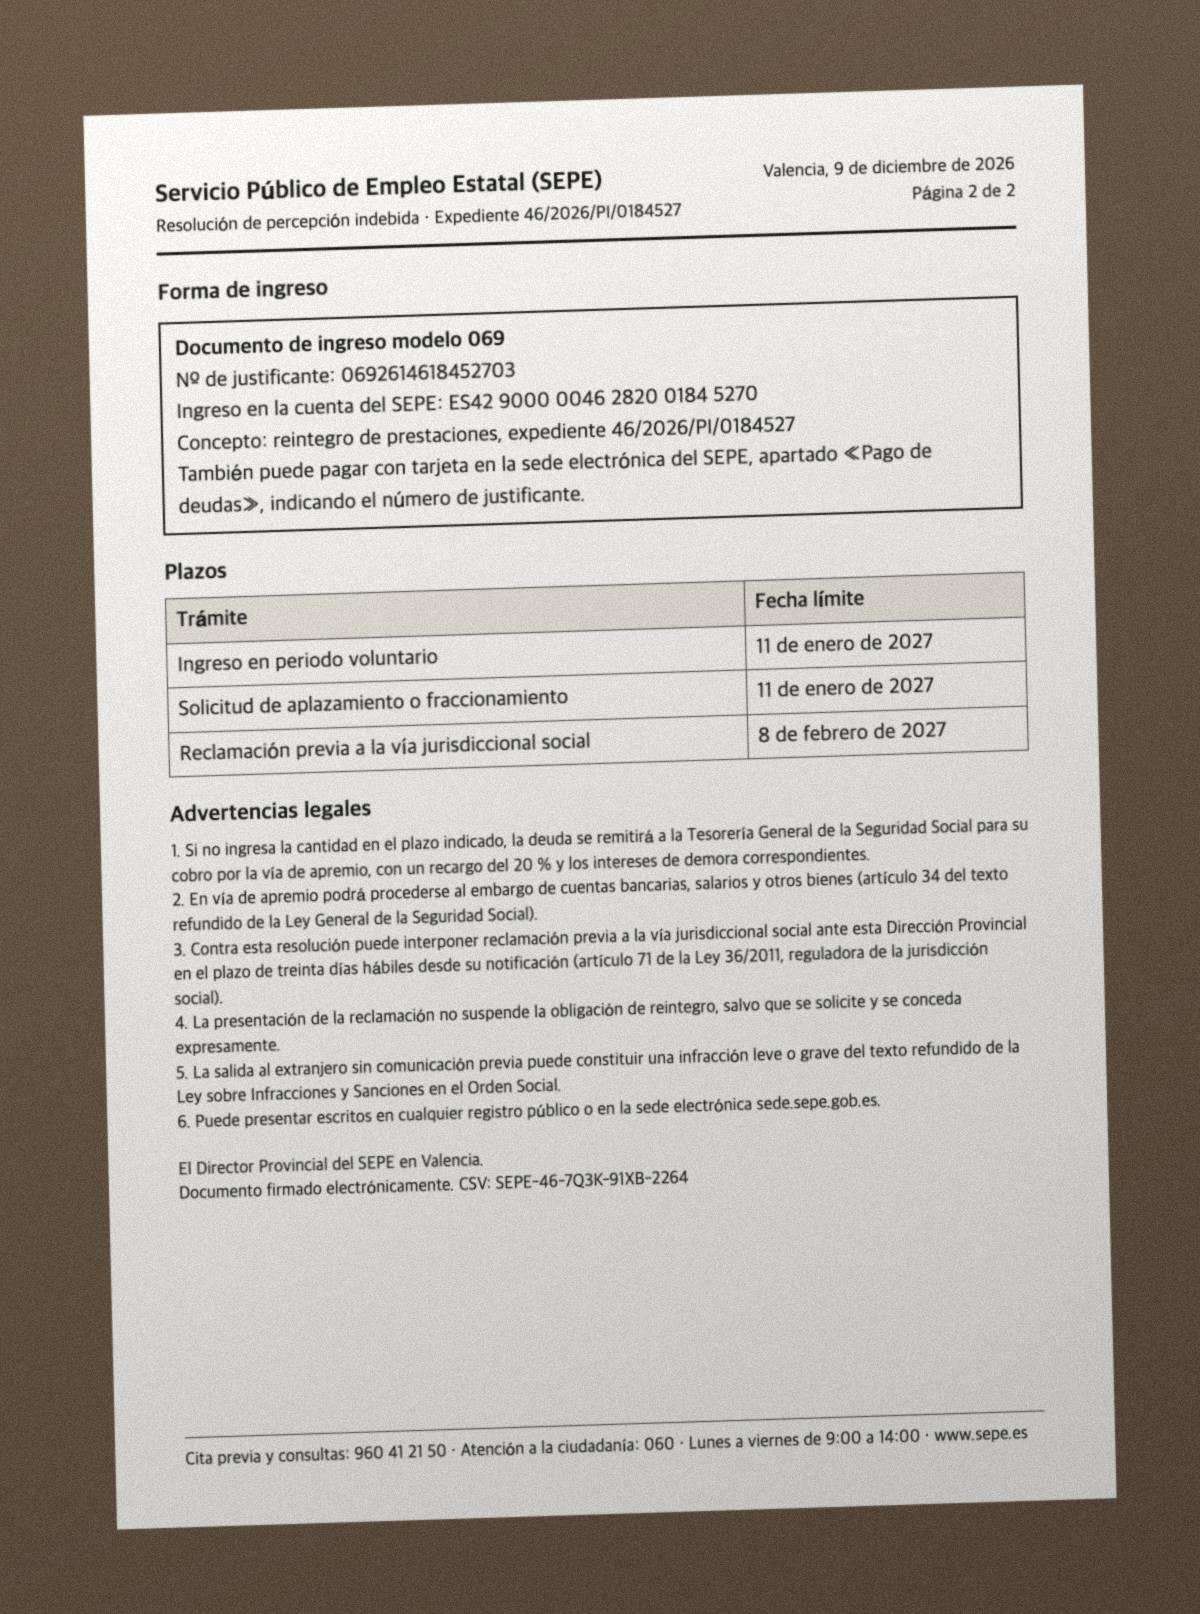 Servicio Público de Empleo Estatal (SEPE)
Valencia, 9 de diciembre de 2026
Resolución de percepción indebida · Expediente 46/2026/PI/0184527
Página 2 de 2
Forma de ingreso
Documento de ingreso modelo 069
Nº de justificante: 0692614618452703
Ingreso en la cuenta del SEPE: ES42 9000 0046 2820 0184 5270
Concepto: reintegro de prestaciones, expediente 46/2026/PI/0184527
También puede pagar con tarjeta en la sede electrónica del SEPE, apartado «Pago de
deudas», indicando el número de justificante.
Plazos
Trámite Fecha límite
Ingreso en periodo voluntario 11 de enero de 2027
Solicitud de aplazamiento o fraccionamiento 11 de enero de 2027
Reclamación previa a la vía jurisdiccional social 8 de febrero de 2027
Advertencias legales
1. Si no ingresa la cantidad en el plazo indicado, la deuda se remitirá a la Tesorería General de la Seguridad Social para su
cobro por la vía de apremio, con un recargo del 20 % y los intereses de demora correspondientes.
2. En vía de apremio podrá procederse al embargo de cuentas bancarias, salarios y otros bienes (artículo 34 del texto
refundido de la Ley General de la Seguridad Social).
3. Contra esta resolución puede interponer reclamación previa a la vía jurisdiccional social ante esta Dirección Provincial
en el plazo de treinta días hábiles desde su notificación (artículo 71 de la Ley 36/2011, reguladora de la jurisdicción
social).
4. La presentación de la reclamación no suspende la obligación de reintegro, salvo que se solicite y se conceda
expresamente.
5. La salida al extranjero sin comunicación previa puede constituir una infracción leve o grave del texto refundido de la
Ley sobre Infracciones y Sanciones en el Orden Social.
6. Puede presentar escritos en cualquier registro público o en la sede electrónica sede.sepe.gob.es.
El Director Provincial del SEPE en Valencia.
Documento firmado electrónicamente. CSV: SEPE-46-7Q3K-91XB-2264
Cita previa y consultas: 960 41 21 50 · Atención a la ciudadanía: 060 · Lunes a viernes de 9:00 a 14:00 · www.sepe.es